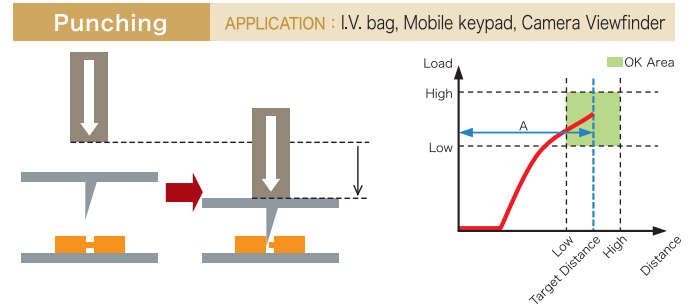 Punching
APPLICATION : I.V. bag, Mobile keypad, Camera Viewfinder
Load
OK Area
High
A
Low
Low
Target Distance
High
Distance